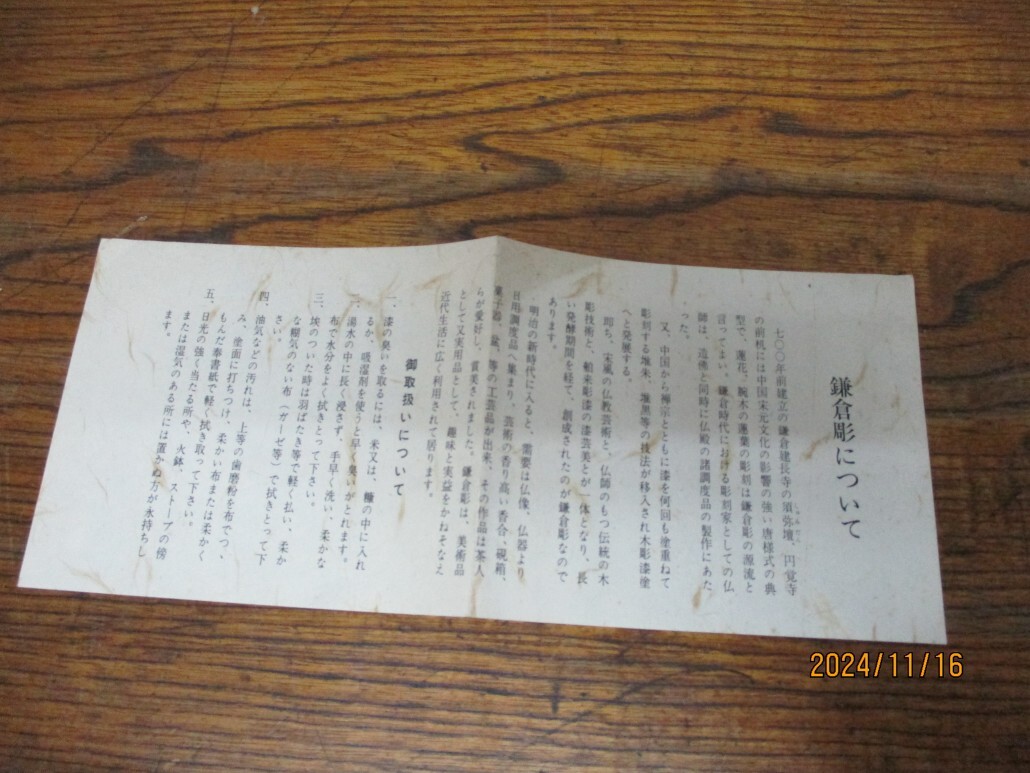 鎌倉彫について
七〇〇年前建立の鎌倉建長寺の須弥壇、円覚寺
の前机には中国宋元文化の影響の強い唐様式の典
型で、蓮花、腕木の蓮葉の彫刻は鎌倉彫の源流と
言ってよい、鎌倉時代における彫刻家としての仏
師は、造佛と同時に仏殿の諸調度品の製作にあた
った。
又、中国から禅宗とともに漆を何回も塗重ねて
彫刻する堆朱、堆黒等の技法が移入され木彫漆塗
へと発展する。
即ち、宋風の仏教芸術と、仏師のもつ伝統の木
彫技術と、舶来彫漆の漆芸美とが一体となり、長
い発酵期間を経て、創成されたのが鎌倉彫なので
あります。
明治の新時代に入ると、需要は仏像、仏器より
日用調度品へ集まり、芸術の香り高い香合、硯箱、
菓子器、盆、等の工芸品が出来、その作品は茶人
らが愛好し、賞美されました。鎌倉彫は、美術品
として又実用品として、趣味と実益をかねそなえ
近代生活に広く利用されて居ります。
御取扱いについて
一、漆の臭いを取るには、米又は、糠の中に入れ
るか、吸湿剤を使うと早く臭いがとれます。
二、湯水の中に長く浸さず、手早く洗い、柔かな
布で水分をよく拭きとって下さい。
三、埃のついた時は羽ばたき等で軽く払い、柔か
な糊気のない布（ガーゼ等）で拭きとって下
さい。
四、油気などの汚れは、上等の歯磨粉を布でつゝ
み、塗面に打ちつけ、柔かい布または柔かく
もんだ奉書紙で軽く拭き取って下さい。
五、日光の強く当たる所や、火鉢、ストーブの傍
または湿気のある所には置かぬ方が永持ちし
ます。
2024/11/16